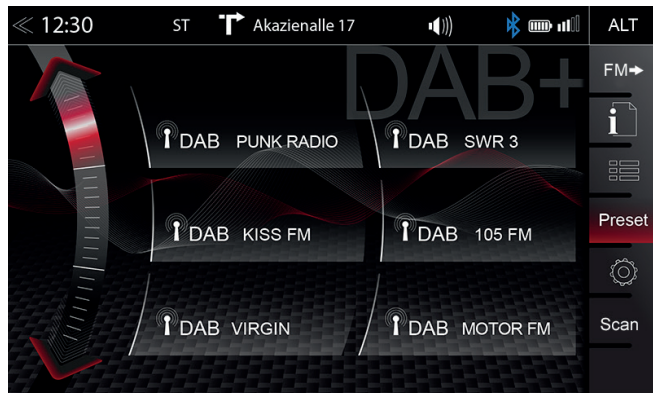 12:30 ST Akazienalle 17 ALT
DAB+
FM
DAB PUNK RADIO
DAB SWR 3
DAB KISS FM
DAB 105 FM
Preset
DAB VIRGIN
DAB MOTOR FM
Scan